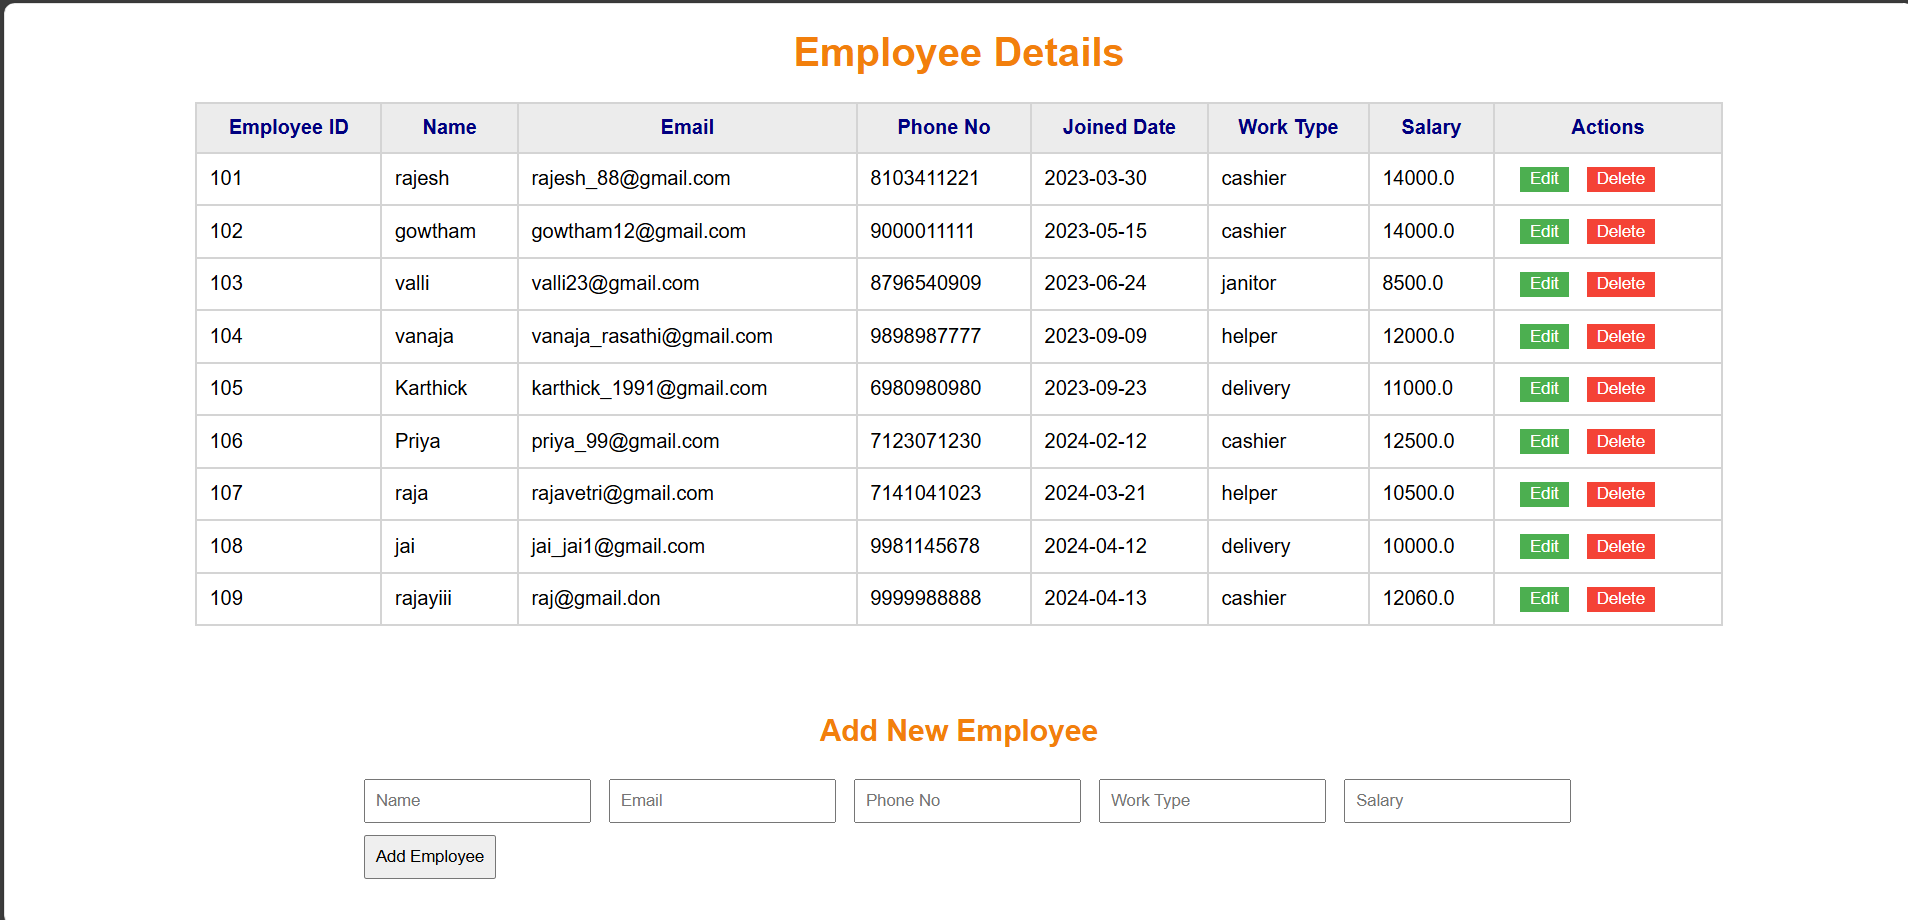 Employee Details
Employee ID Name Email Phone No Joined Date Work Type Salary Actions
101 rajesh rajesh_88@gmail.com 8103411221 2023-03-30 cashier 14000.0 Edit Delete
102 gowtham gowtham12@gmail.com 9000011111 2023-05-15 cashier 14000.0 Edit Delete
103 valli valli23@gmail.com 8796540909 2023-06-24 janitor 8500.0 Edit Delete
104 vanaja vanaja_rasathi@gmail.com 9898987777 2023-09-09 helper 12000.0 Edit Delete
105 Karthick karthick_1991@gmail.com 6980980980 2023-09-23 delivery 11000.0 Edit Delete
106 Priya priya_99@gmail.com 7123071230 2024-02-12 cashier 12500.0 Edit Delete
107 raja rajavetri@gmail.com 7141041023 2024-03-21 helper 10500.0 Edit Delete
108 jai jai_jai1@gmail.com 9981145678 2024-04-12 delivery 10000.0 Edit Delete
109 rajayiii raj@gmail.don 9999988888 2024-04-13 cashier 12060.0 Edit Delete
Add New Employee
Name Email Phone No Work Type Salary
Add Employee